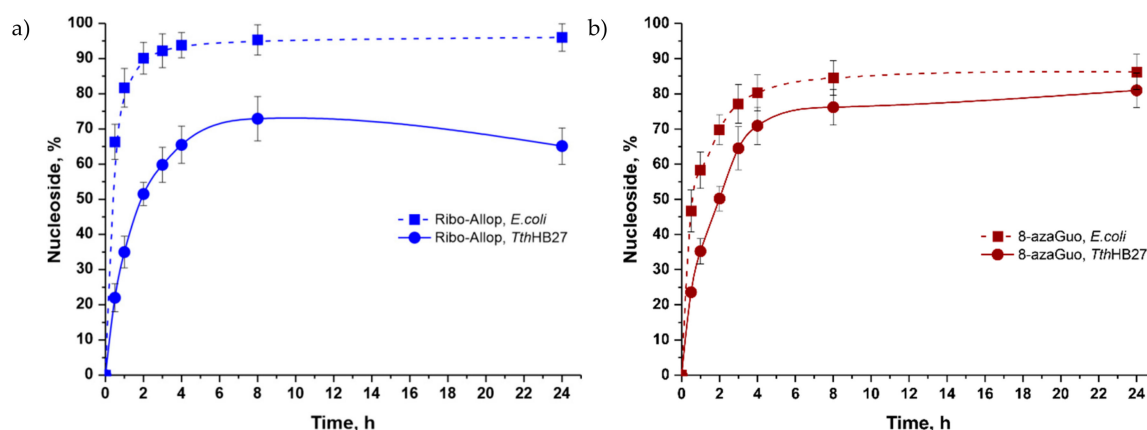 a)
Nucleoside, %
100
90
80
70
60
50
40
30
20
10
0
Ribo-Allop, E.coli
Ribo-Allop, TthHB27
0 2 4 6 8 10 12 14 16 18 20 22 24
Time, h
b)
Nucleoside, %
100
90
80
70
60
50
40
30
20
10
0
8-azaGuo, E.coli
8-azaGuo, TthHB27
0 2 4 6 8 10 12 14 16 18 20 22 24
Time, h